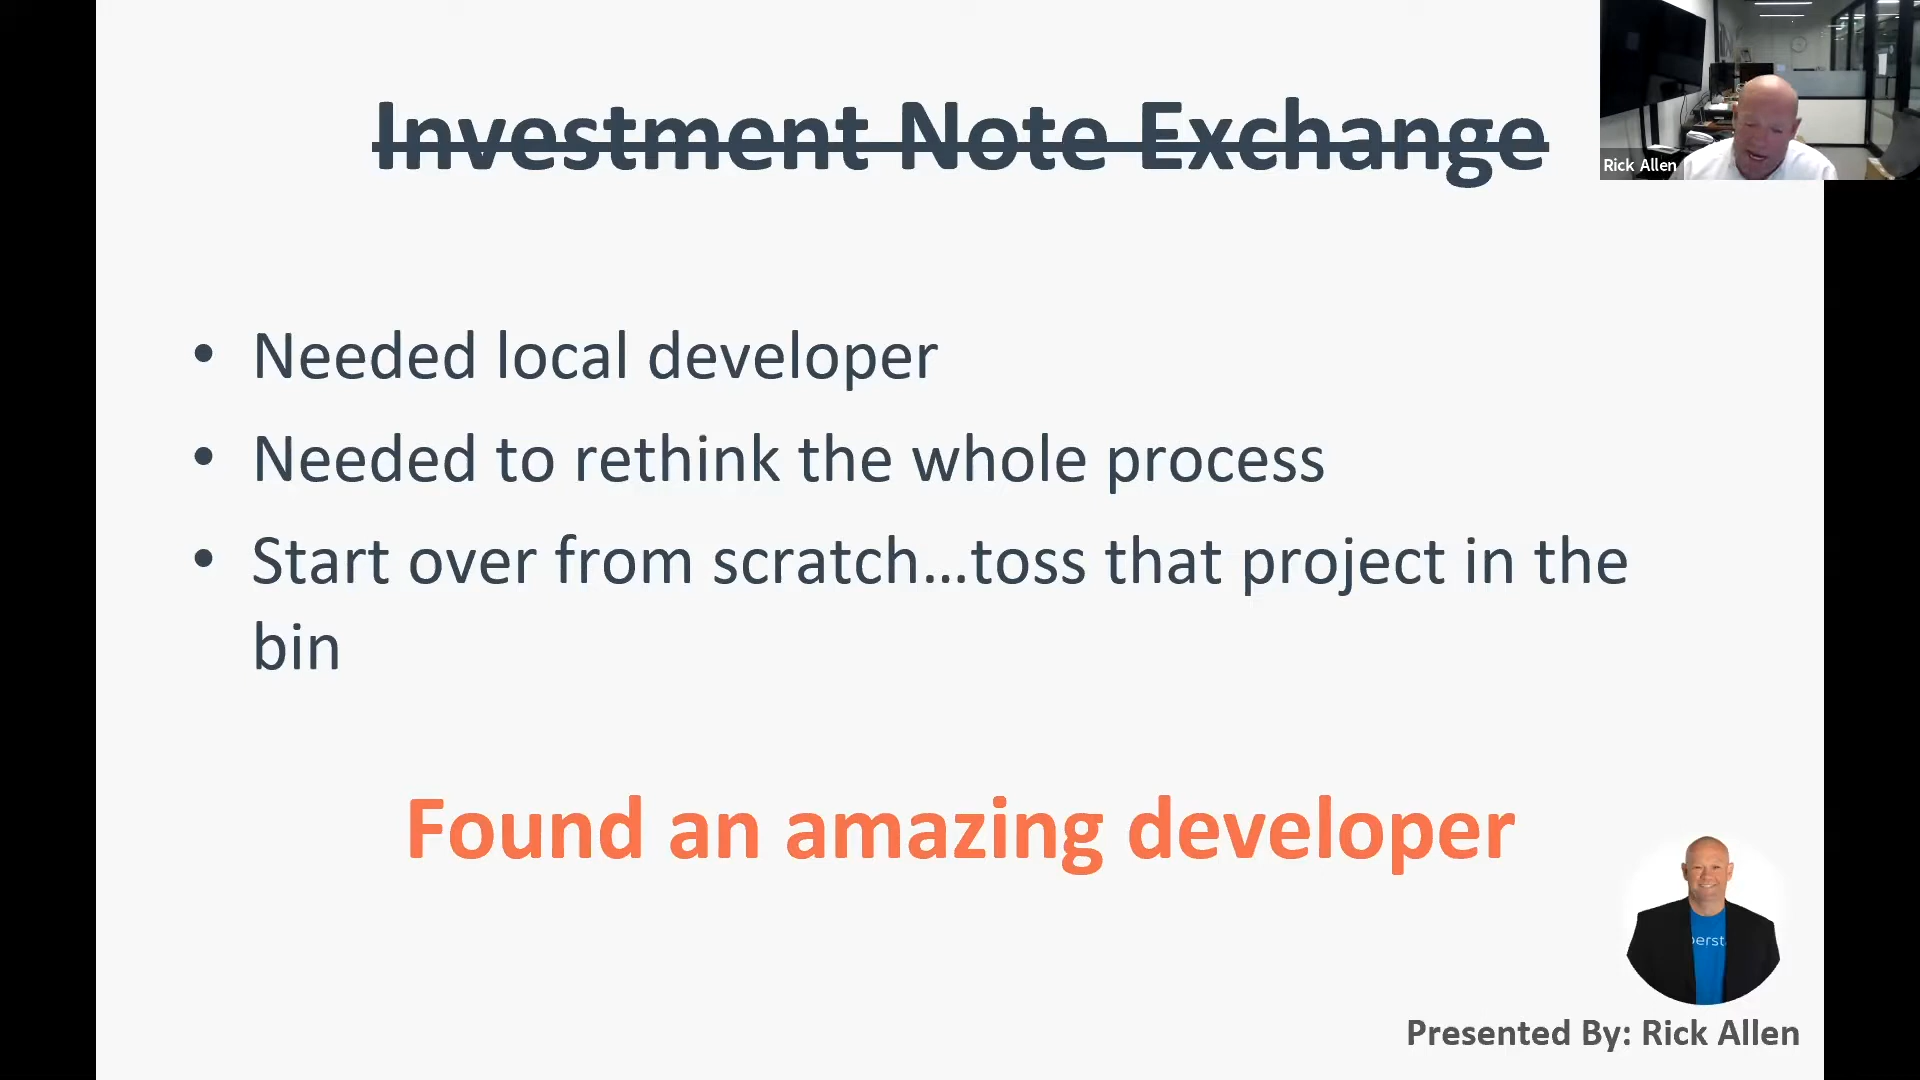 Investment Note Exchange
Rick Allen
• Needed local developer
• Needed to rethink the whole process
• Start over from scratch...toss that project in the
bin
Found an amazing developer
perst
Presented By: Rick Allen